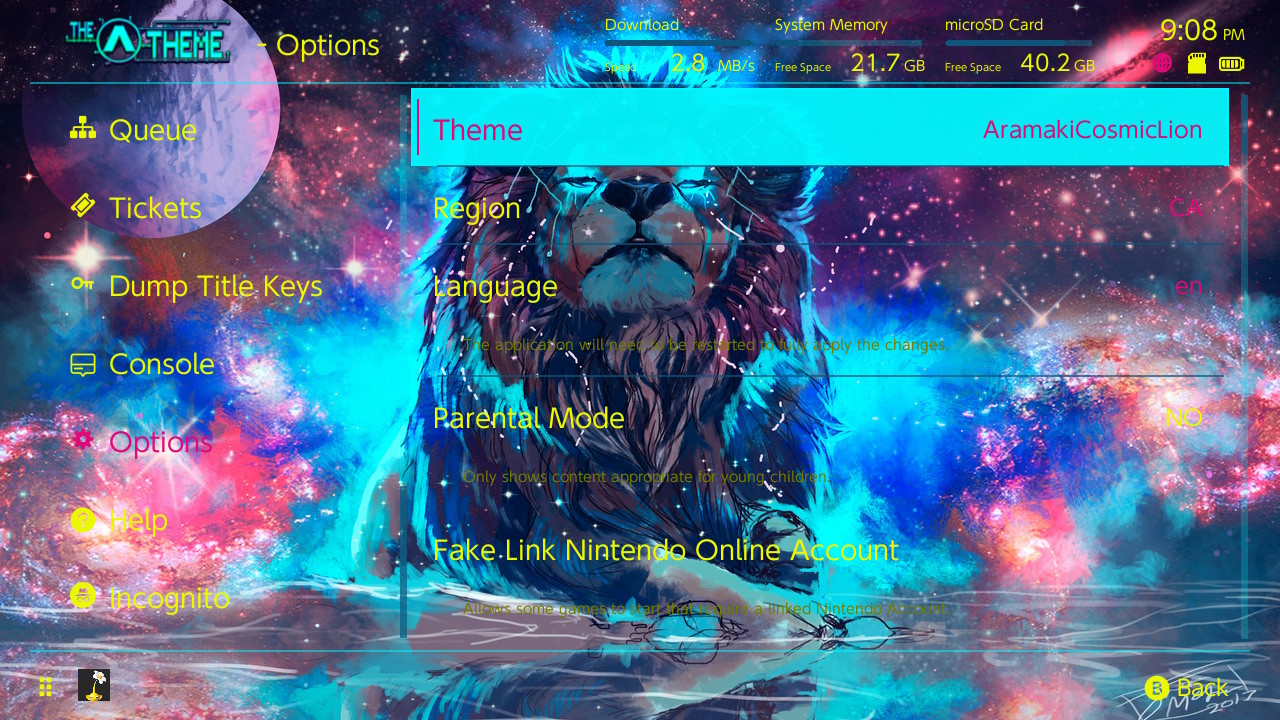 THE A THEME - Options
Download System Memory microSD Card 9:08 PM
Speed 2.8 MB/s Free Space 21.7 GB Free Space 40.2 GB
Queue
Tickets
Dump Title Keys
Console
Options
Help
Incognito
Theme AramakiCosmicLion
Region CA
Language en
The application will need to be restarted to fully apply the changes.
Parental Mode NO
Only shows content appropriate for young children.
Fake Link Nintendo Online Account
Allows some games to start that require a linked Nintendo Account.
B Back
2017